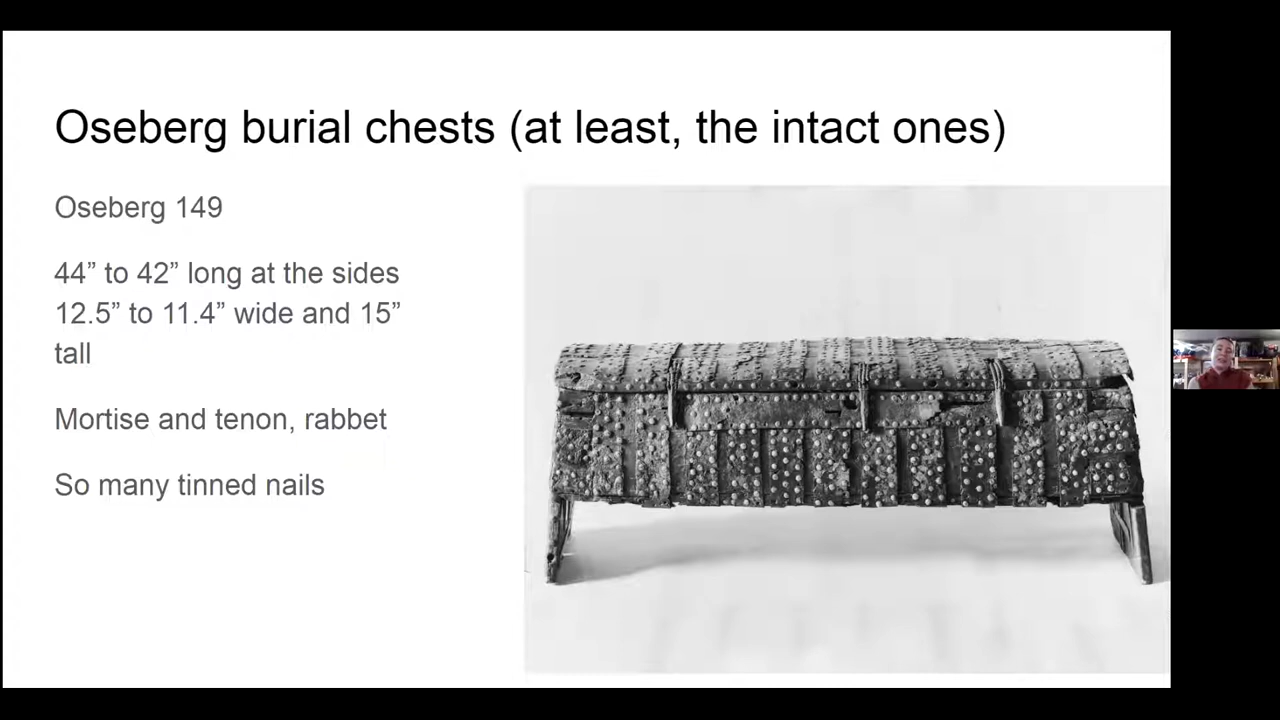 Oseberg burial chests (at least, the intact ones)
Oseberg 149
44” to 42” long at the sides
12.5” to 11.4” wide and 15”
tall
Mortise and tenon, rabbet
So many tinned nails